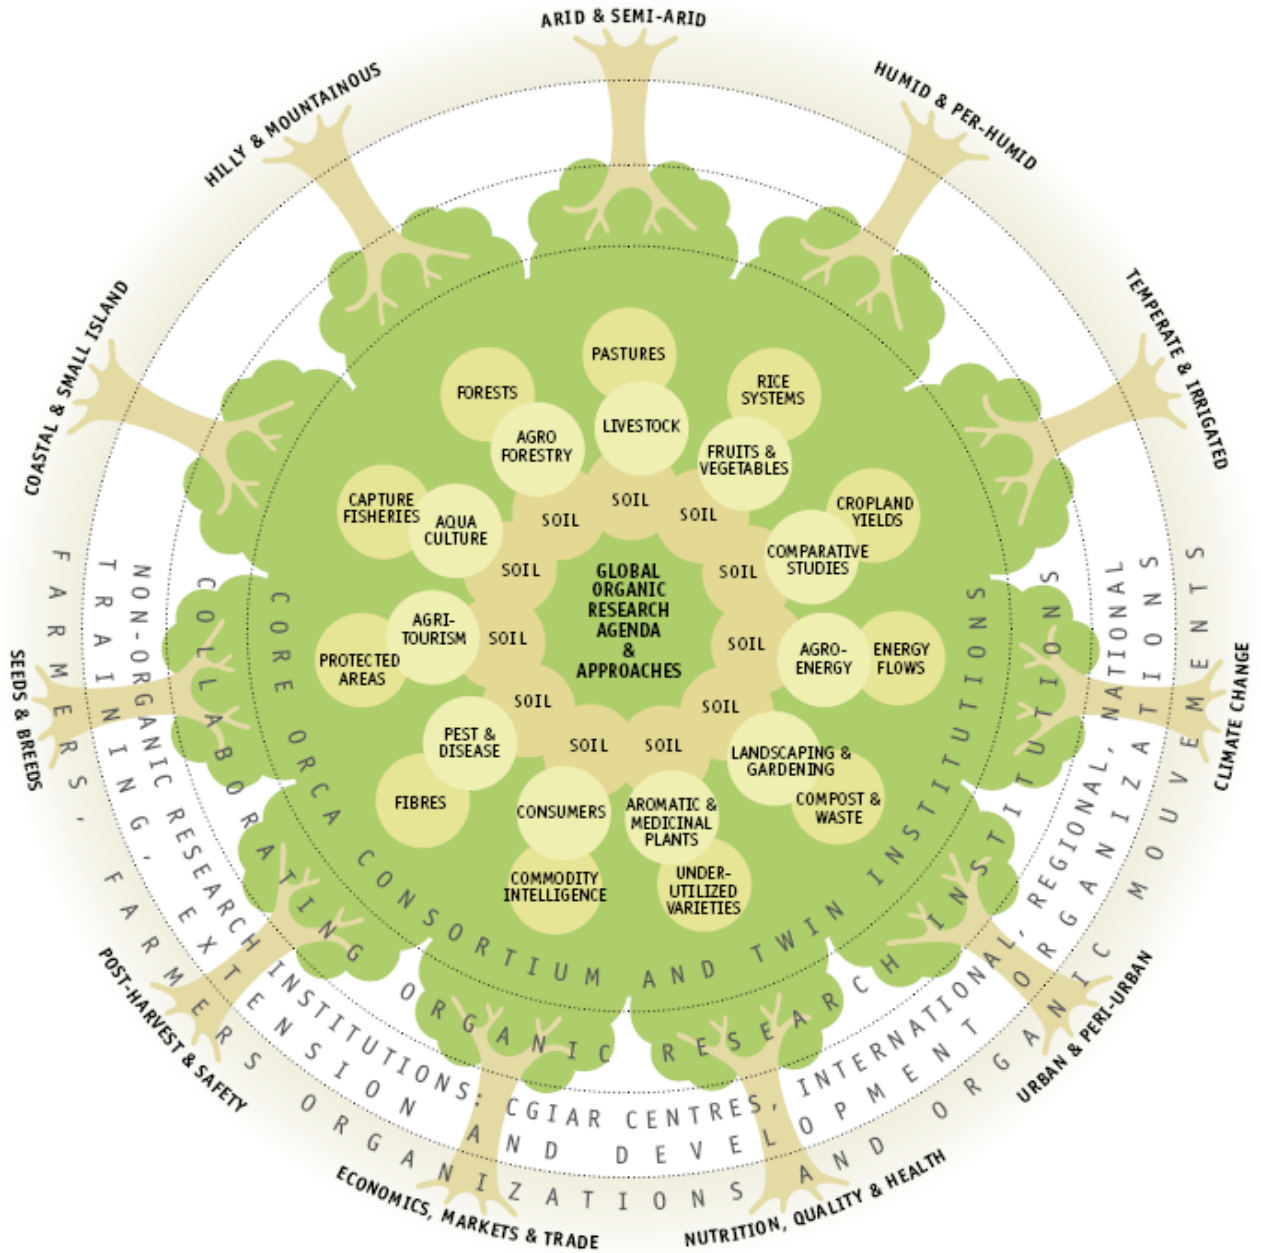 ARID & SEMI-ARID
HUMID & PER-HUMID
TEMPERATE & IRRIGATED
CLIMATE CHANGE
URBAN & PERI-URBAN
NUTRITION, QUALITY & HEALTH
ECONOMICS, MARKETS & TRADE
POST-HARVEST & SAFETY
SEEDS & BREEDS
COASTAL & SMALL ISLAND
HILLY & MOUNTAINOUS
PASTURES
LIVESTOCK
SOIL
RICE
SYSTEMS
FRUITS &
VEGETABLES
SOIL
CROPLAND
YIELDS
COMPARATIVE
STUDIES
SOIL
ENERGY
FLOWS
AGRO-
ENERGY
SOIL
COMPOST &
WASTE
LANDSCAPING &
GARDENING
SOIL
UNDER-
UTILIZED
VARIETIES
AROMATIC &
MEDICINAL
PLANTS
SOIL
COMMODITY
INTELLIGENCE
CONSUMERS
SOIL
FIBRES
PEST &
DISEASE
SOIL
PROTECTED
AREAS
AGRI-
TOURISM
SOIL
CAPTURE
FISHERIES
AQUA
CULTURE
SOIL
FORESTS
AGRO
FORESTRY
SOIL
GLOBAL
ORGANIC
RESEARCH
AGENDA
&
APPROACHES
CORE ORCA CONSORTIUM AND TWIN INSTITUTIONS
COLLABORATING ORGANIC RESEARCH INSTITUTIONS
NON-ORGANIC RESEARCH INSTITUTIONS: CGIAR CENTRES, INTERNATIONAL, REGIONAL, NATIONAL
TRAINING, EXTENSION AND DEVELOPMENT ORGANIZATIONS
FARMERS, FARMERS ORGANIZATIONS AND ORGANIC MOUVEMENTS